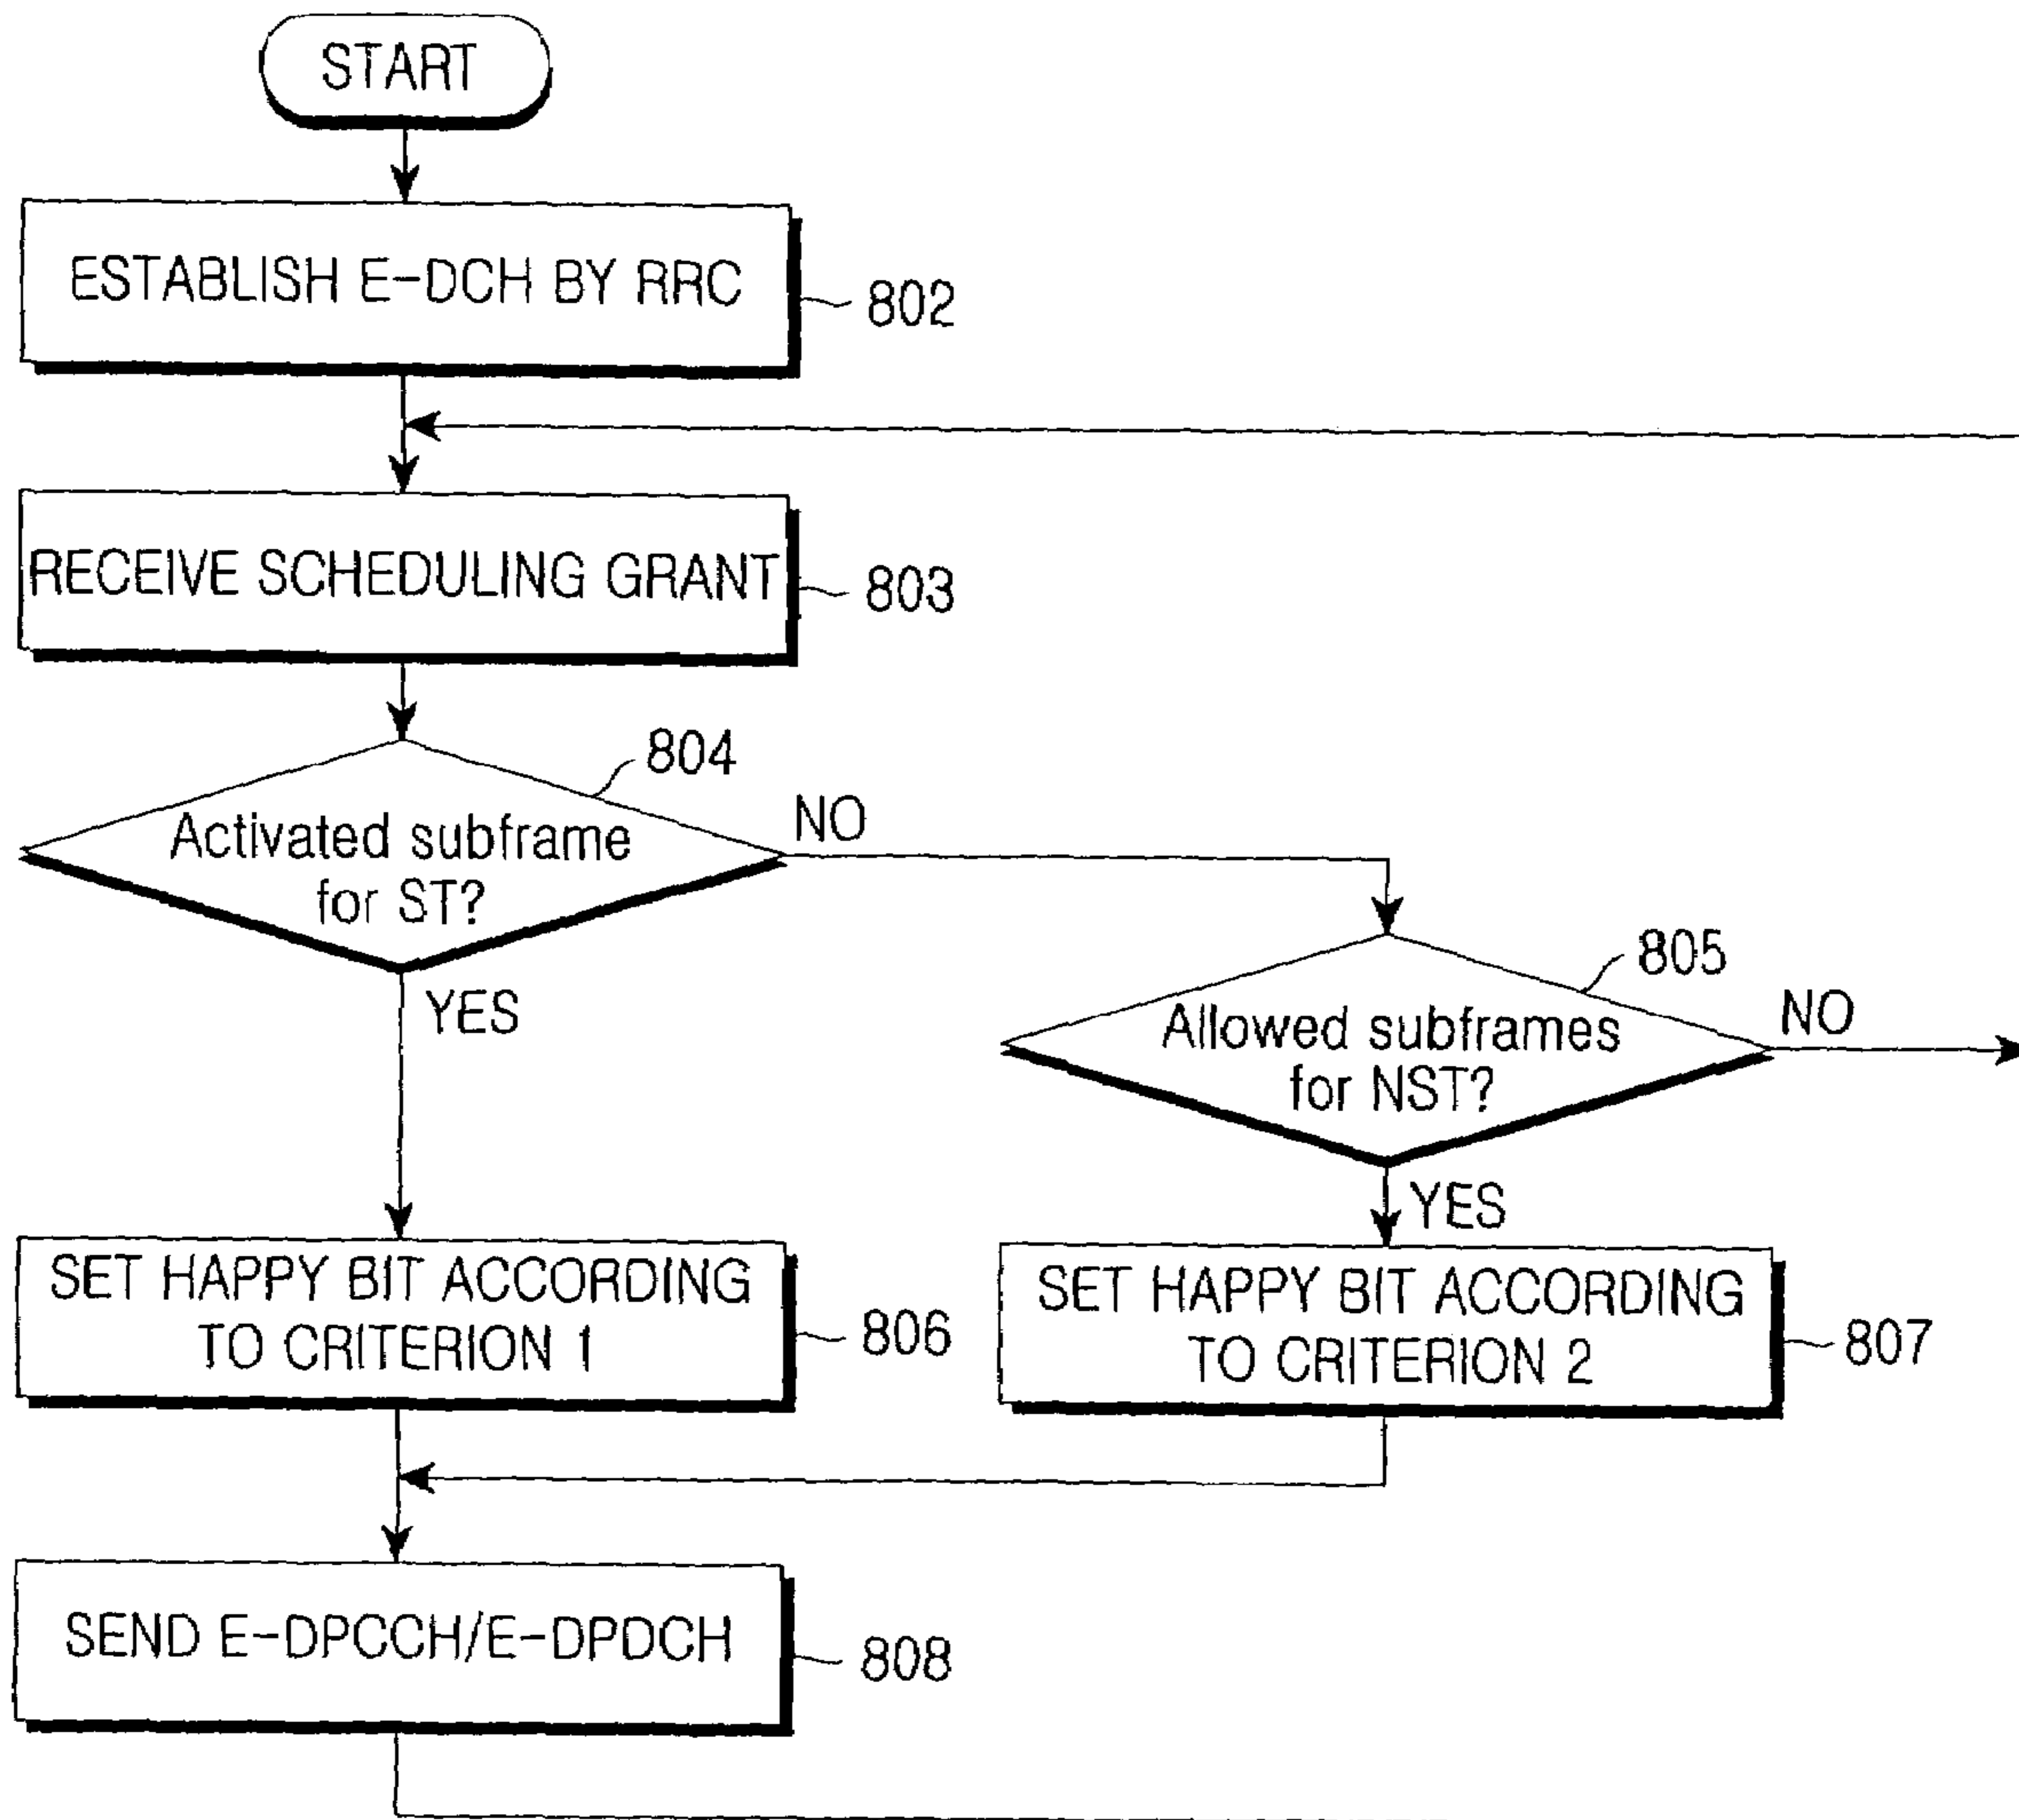 START
ESTABLISH E-DCH BY RRC
802
RECEIVE SCHEDULING GRANT
803
804
Activated subframe
for ST?
NO
YES
805
Allowed subframes
for NST?
NO
YES
SET HAPPY BIT ACCORDING
TO CRITERION 1
806
SET HAPPY BIT ACCORDING
TO CRITERION 2
807
SEND E-DPCCH/E-DPDCH
808